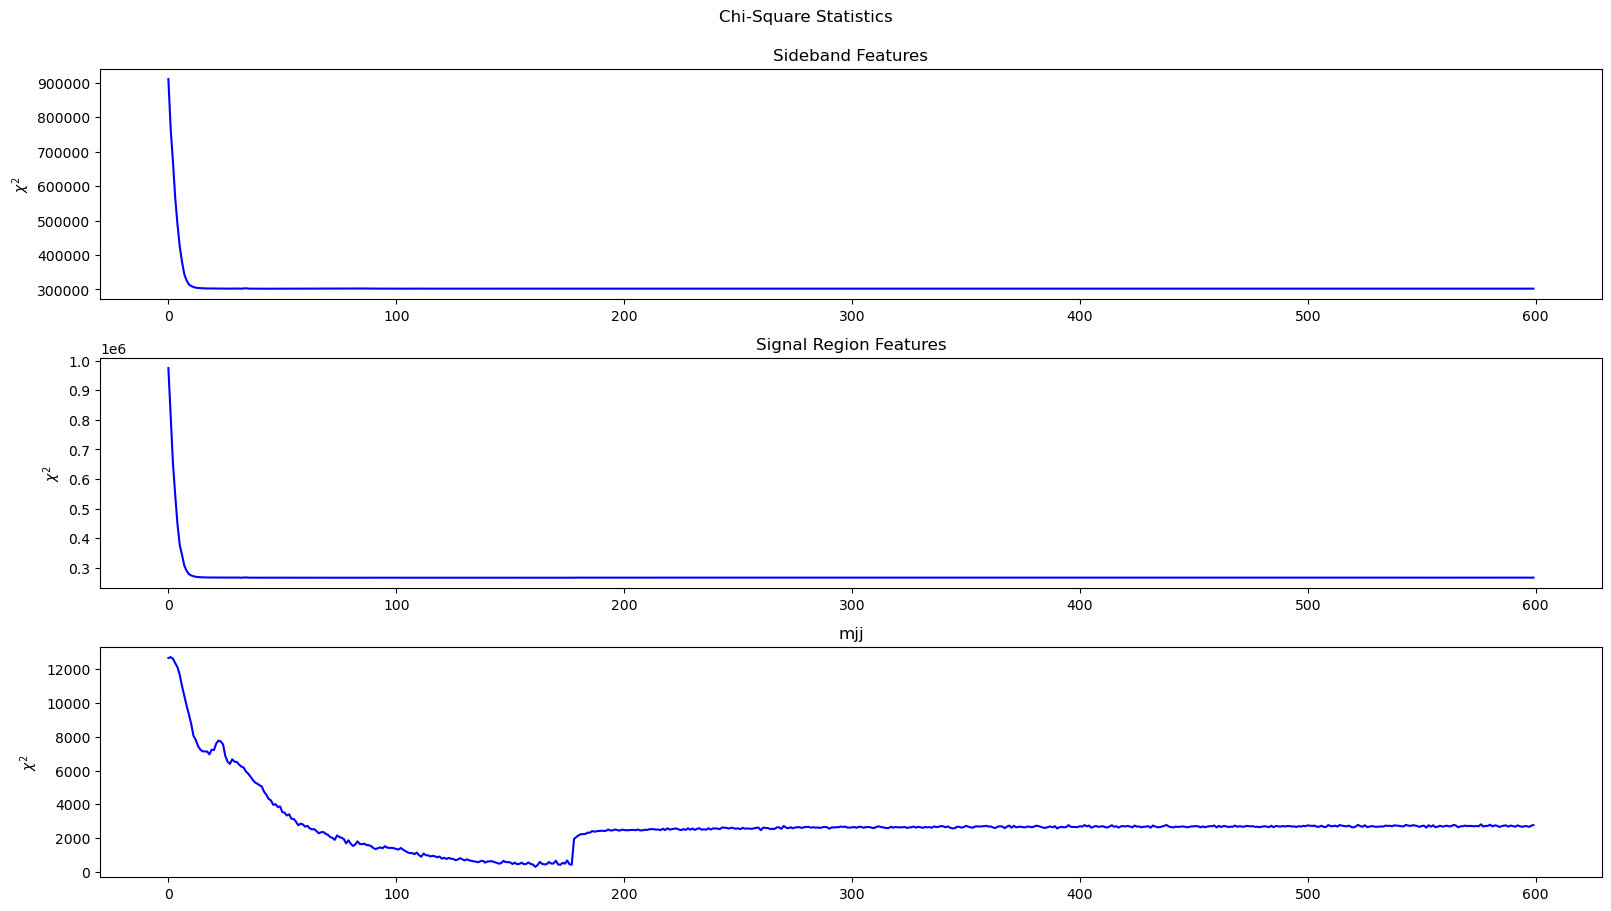 Chi-Square Statistics
Sideband Features
900000
800000
700000
600000
500000
400000
300000
χ²
0 100 200 300 400 500 600
Signal Region Features
1e6
1.0
0.9
0.8
0.7
0.6
0.5
0.4
0.3
χ²
0 100 200 300 400 500 600
mjj
12000
10000
8000
6000
4000
2000
0
χ²
0 100 200 300 400 500 600